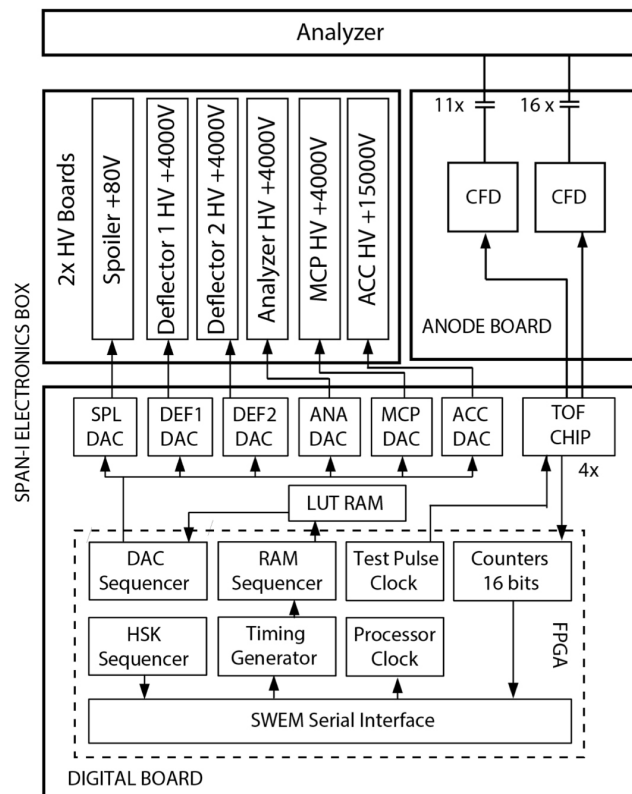 Analyzer
11x
16 x
2x HV Boards
Spoiler +80V
Deflector 1 HV +4000V
Deflector 2 HV +4000V
Analyzer HV +4000V
MCP HV +4000V
ACC HV +15000V
CFD
CFD
ANODE BOARD
SPAN-I ELECTRONICS BOX
SPL
DAC
DEF1
DAC
DEF2
DAC
ANA
DAC
MCP
DAC
ACC
DAC
TOF
CHIP
4x
LUT RAM
DAC
Sequencer
RAM
Sequencer
Test Pulse
Clock
Counters
16 bits
HSK
Sequencer
Timing
Generator
Processor
Clock
FPGA
SWEM Serial Interface
DIGITAL BOARD